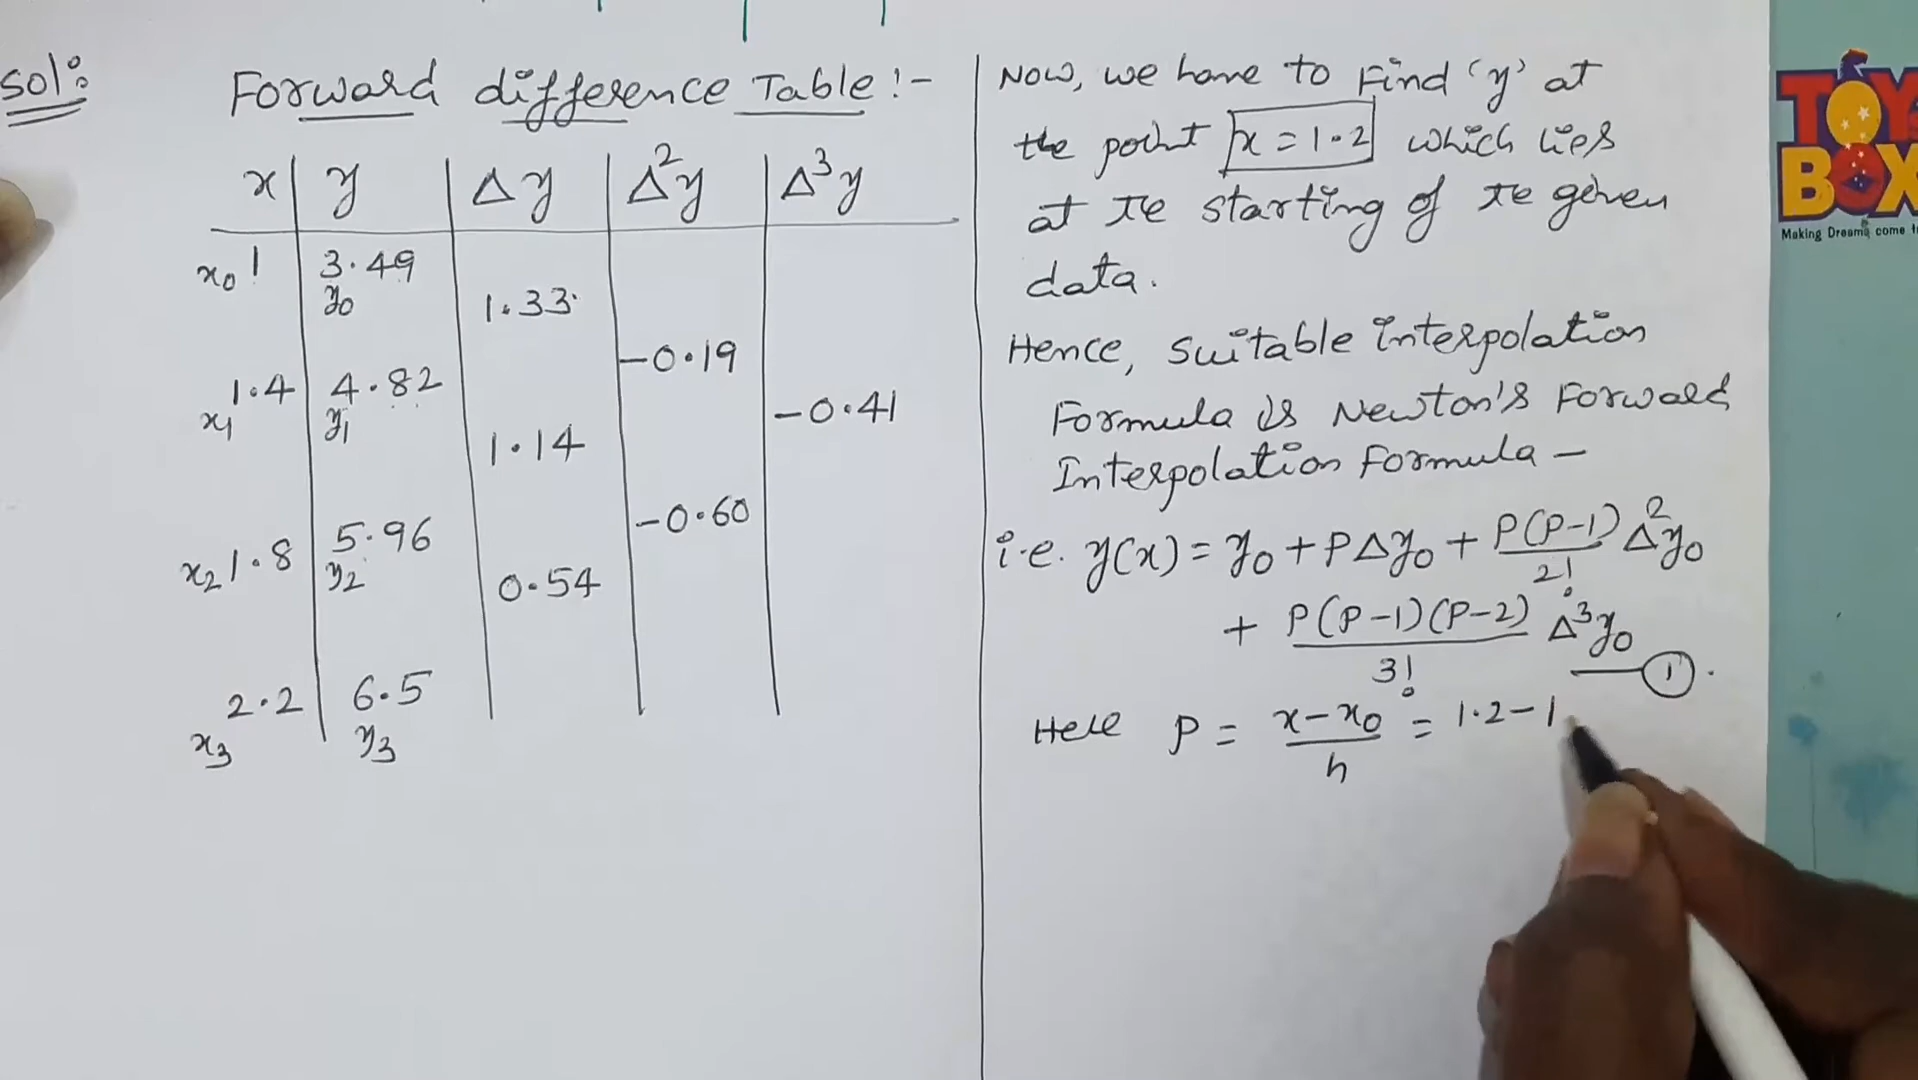 Sol:
Forward difference Table:-
x y Δy Δ²y Δ³y
x₀ 1 3.49
y₀
1.33
-0.19
x₁ 1.4 4.82
y₁
-0.41
1.14
-0.60
x₂ 1.8 5.96
y₂
0.54
2.2 6.5
x₃ y₃
Now, we have to Find 'y' at
the point x = 1.2 which lies
at the starting of the given
data.
Hence, suitable interpolation
Formula is Newton's Forward
Interpolation Formula –
i.e. y(x) = y₀ + PΔy₀ + P(P-1)/2! Δ²y₀
+ P(P-1)(P-2)/3! Δ³y₀
—①.
Here P = x-x₀/h = 1.2-1
TOY
BOX
Making Dreams come